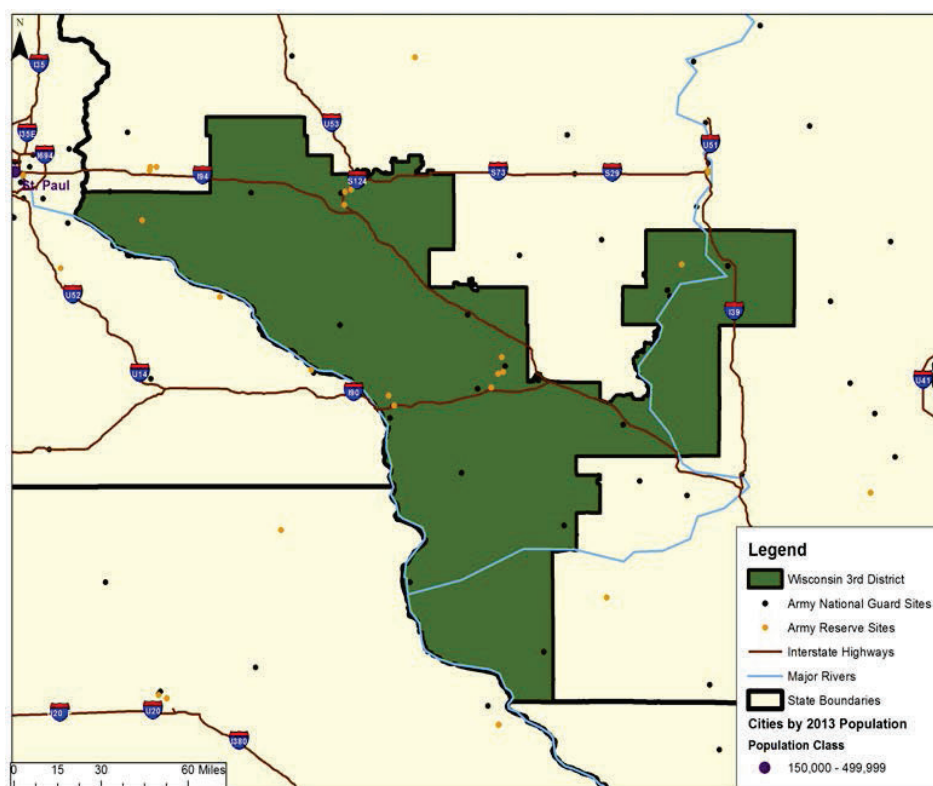 N
I35
I35E
I694
St. Paul
I94
U53
S124
S73
S29
U51
U52
U14
I90
I39
U41
U20
I380
0 15 30 60 Miles
Legend
Wisconsin 3rd District
Army National Guard Sites
Army Reserve Sites
Interstate Highways
Major Rivers
State Boundaries
Cities by 2013 Population
Population Class
150,000 - 499,999